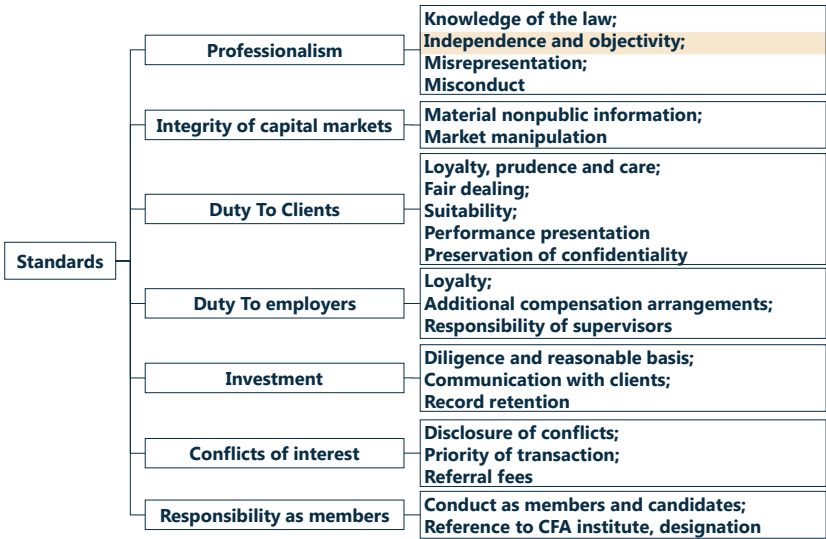 Standards
Professionalism
Knowledge of the law;
Independence and objectivity;
Misrepresentation;
Misconduct
Integrity of capital markets
Material nonpublic information;
Market manipulation
Duty To Clients
Loyalty, prudence and care;
Fair dealing;
Suitability;
Performance presentation
Preservation of confidentiality
Duty To employers
Loyalty;
Additional compensation arrangements;
Responsibility of supervisors
Investment
Diligence and reasonable basis;
Communication with clients;
Record retention
Conflicts of interest
Disclosure of conflicts;
Priority of transaction;
Referral fees
Responsibility as members
Conduct as members and candidates;
Reference to CFA institute, designation